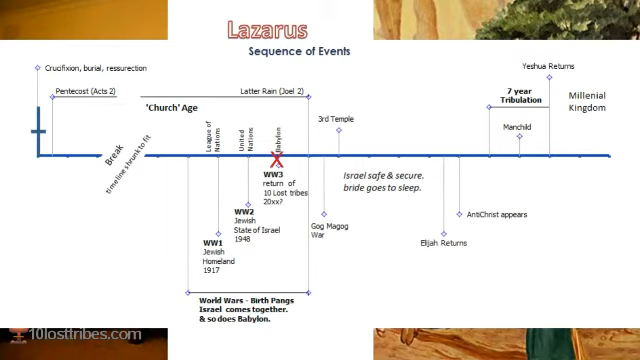 Lazarus
Sequence of Events
Crucifixion, burial, ressurection
Pentecost (Acts 2)
Latter Rain (Joel 2)
'Church' Age
Break
timeline shrunk to fit
League of
Nations
United
Nations
Babylon
3rd Temple
Yeshua Returns
7 year
Tribulation
Manchild
Millenial
Kingdom
WW3
return of
10 Lost tribes
20xx?
Israel safe & secure.
bride goes to sleep.
WW2
Jewish
State of Israel
1948
WW1
Jewish
Homeland
1917
Gog Magog
War
AntiChrist appears
Elijah Returns
World Wars - Birth Pangs
Israel comes together.
& so does Babylon.
10losttribes.com